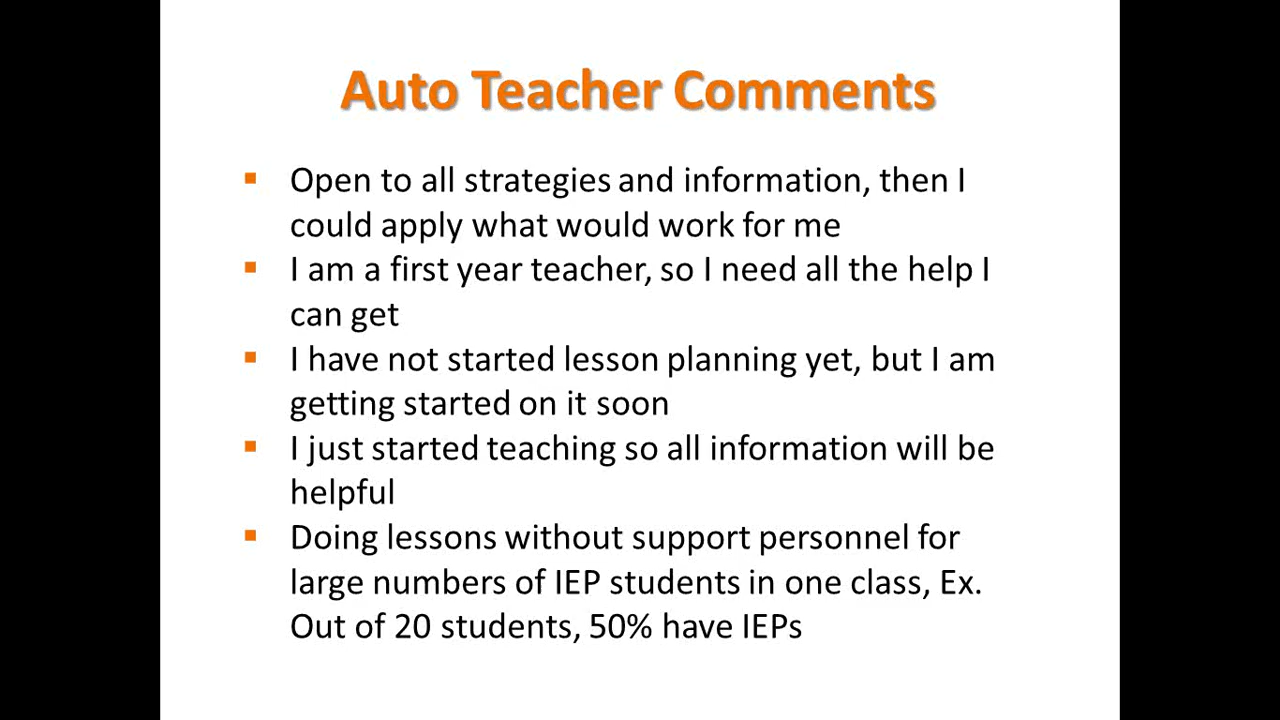 Auto Teacher Comments
▪ Open to all strategies and information, then I
could apply what would work for me
▪ I am a first year teacher, so I need all the help I
can get
▪ I have not started lesson planning yet, but I am
getting started on it soon
▪ I just started teaching so all information will be
helpful
▪ Doing lessons without support personnel for
large numbers of IEP students in one class, Ex.
Out of 20 students, 50% have IEPs